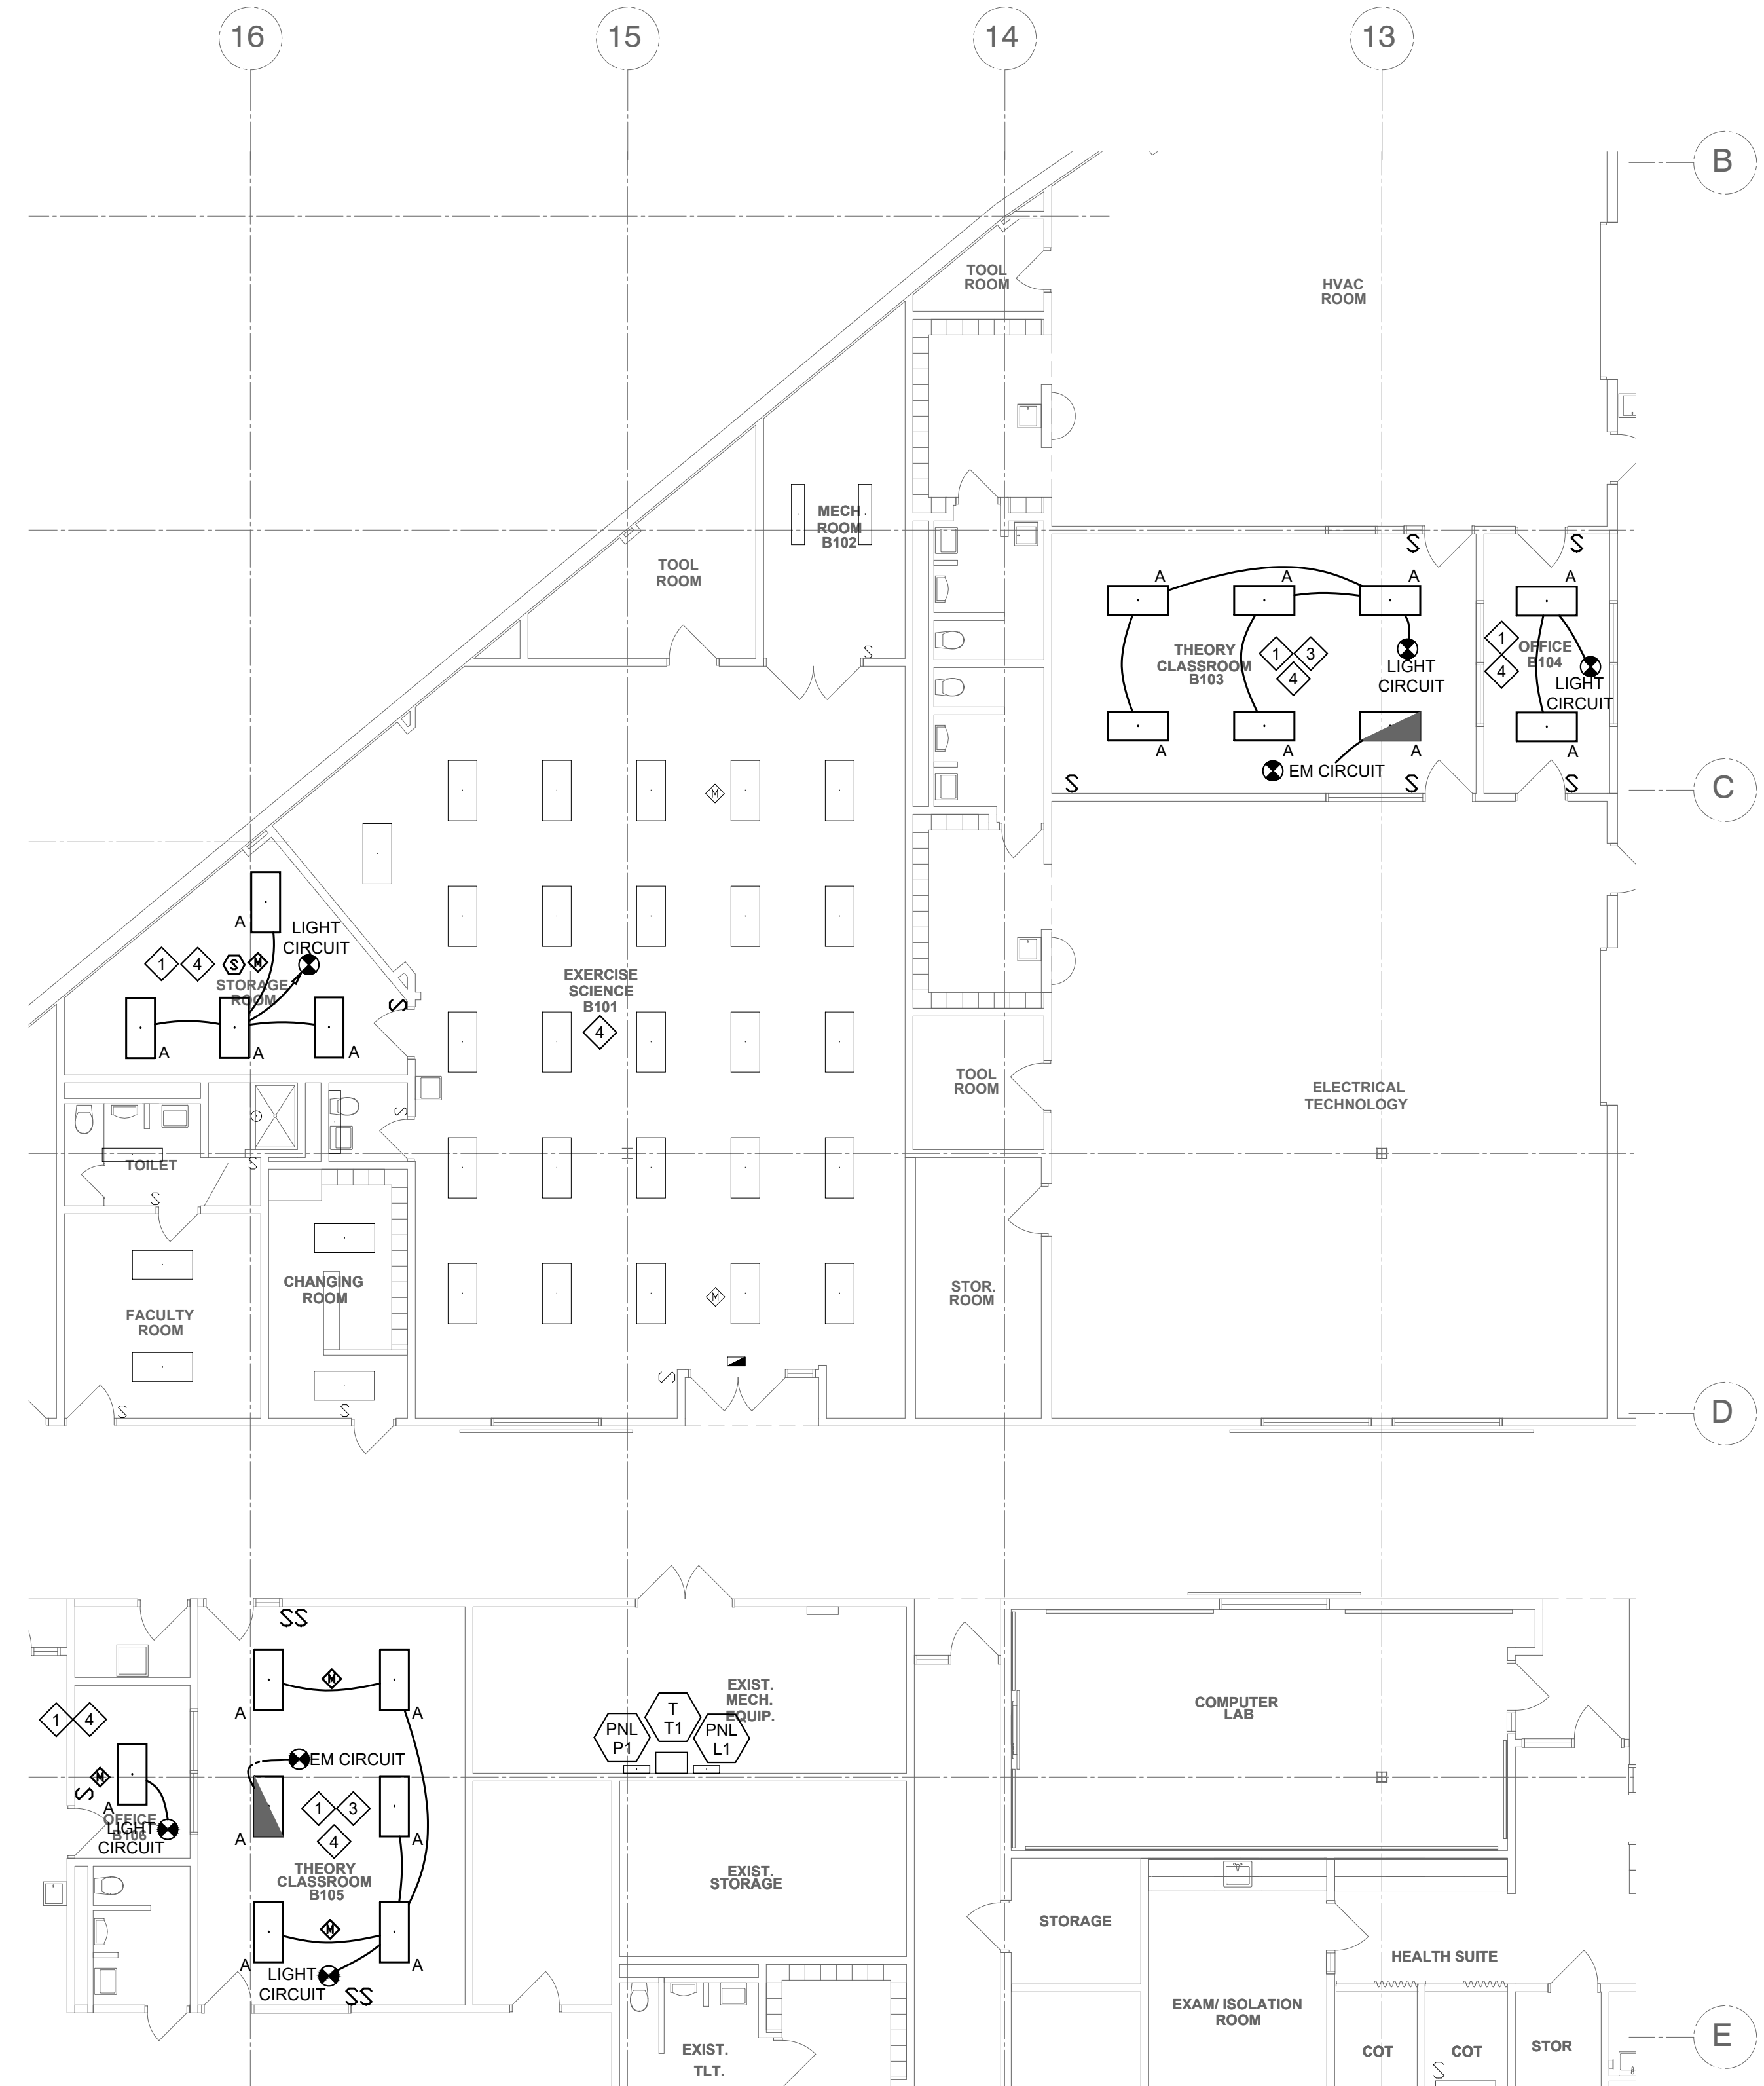 16
15
14
13
B
TOOL
ROOM
HVAC
ROOM
MECH
ROOM
B102
TOOL
ROOM
S
S
S
A
A
A
A
THEORY
CLASSROOM
B103
1
3
4
LIGHT
CIRCUIT
1
4
OFFICE
B104
LIGHT
CIRCUIT
A
A
A
A
EM CIRCUIT
S
S
S
C
M
A
LIGHT
CIRCUIT
1
4
S
M
STORAGE
ROOM
S
A
A
A
EXERCISE
SCIENCE
B101
4
TOOL
ROOM
ELECTRICAL
TECHNOLOGY
S
TOILET
S
S
CHANGING
ROOM
M
STOR.
ROOM
FACULTY
ROOM
S
S
S
D
SS
M
A
A
1
4
EXIST.
MECH.
EQUIP.
PNL
P1
T
T1
PNL
L1
COMPUTER
LAB
EM CIRCUIT
M
S
A
OFFICE
B106
LIGHT
CIRCUIT
1
3
4
A
A
THEORY
CLASSROOM
B105
EXIST.
STORAGE
STORAGE
M
A
A
LIGHT
CIRCUIT
SS
HEALTH SUITE
EXAM/ ISOLATION
ROOM
EXIST.
TLT.
COT
COT
STOR
S
E